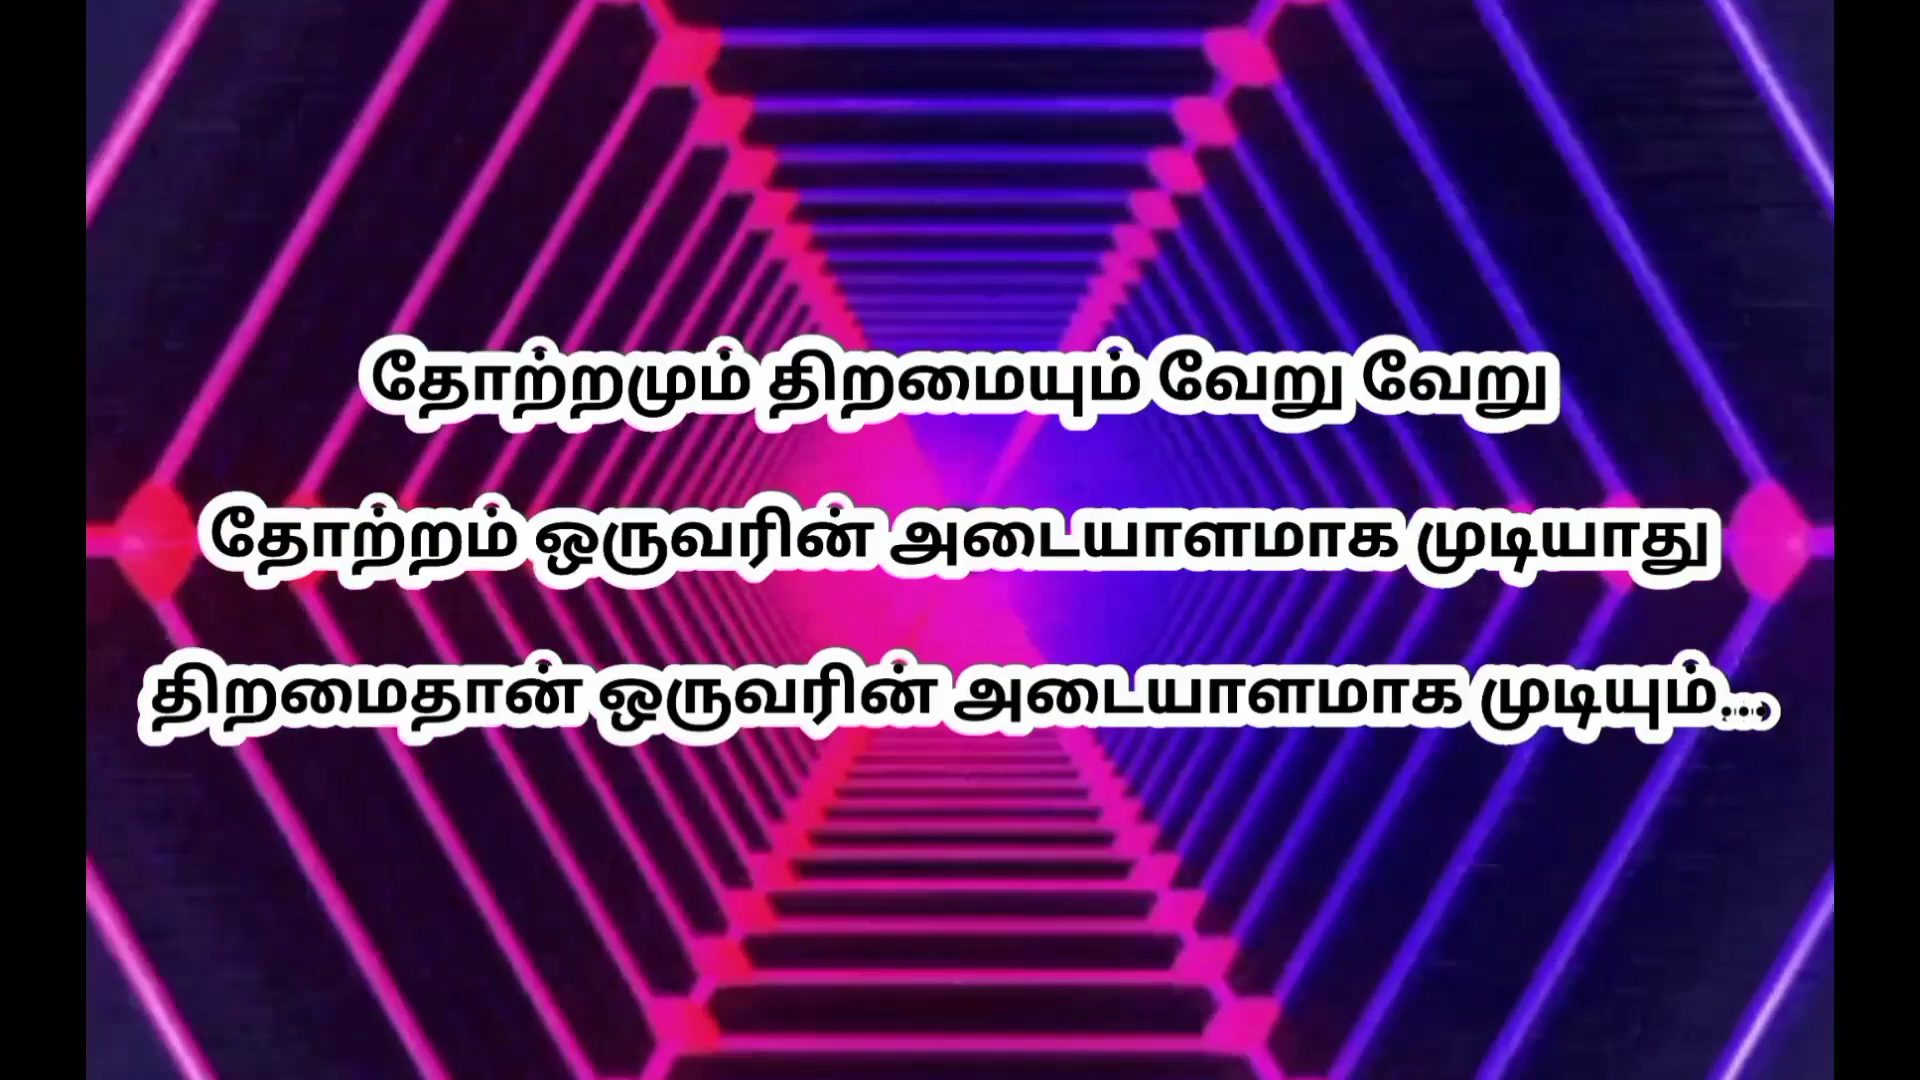 தோற்றமும் திறமையும் வேறு வேறு
தோற்றம் ஒருவரின் அடையாளமாக முடியாது
திறமைதான் ஒருவரின் அடையாளமாக முடியும்...